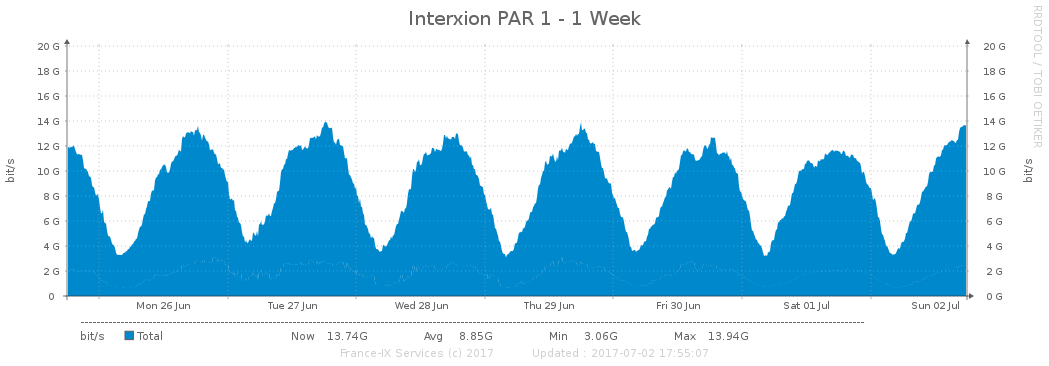 Interxion PAR 1 - 1 Week
RRDTOOL / TOBI OETIKER
20 G 20 G
18 G 18 G
16 G 16 G
14 G 14 G
12 G 12 G
10 G 10 G
8 G 8 G
6 G 6 G
4 G 4 G
2 G 2 G
0 0 G
bit/s
bit/s
Mon 26 Jun Tue 27 Jun Wed 28 Jun Thu 29 Jun Fri 30 Jun Sat 01 Jul Sun 02 Jul
bit/s Total Now 13.74G Avg 8.85G Min 3.06G Max 13.94G
France-IX Services (c) 2017 Updated : 2017-07-02 17:55:07